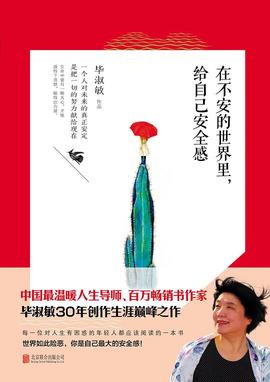 在不安的世界里，
给自己安全感
毕淑敏
作品
一个人对未来的真正安定
是把一切的努力献给现在
中国最温暖人生导师、百万畅销书作家
毕淑敏30年创作生涯巅峰之作
每一位对人生有困惑的年轻人都应该阅读的一本书
世界如此险恶，你是自己最大的安全感！
北京联合出版公司